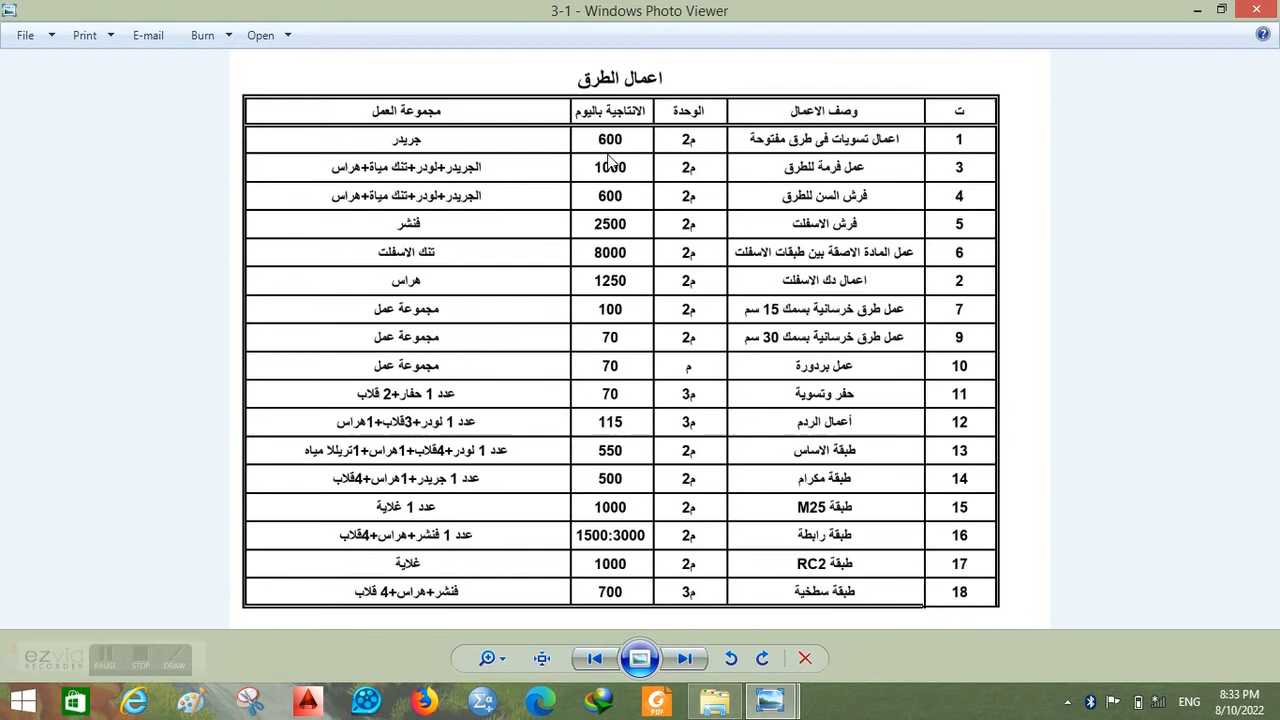 3-1 - Windows Photo Viewer
File Print E-mail Burn Open
اعمال الطرق
ت وصف الاعمال الوحدة الانتاجية باليوم مجموعة العمل
1 اعمال تسويات فى طرق مفتوحة م2 600 جريدر
3 عمل فرمة للطرق م2 1000 الجريدر+لودر+تنك مياة+هراس
4 فرش السن للطرق م2 600 الجريدر+لودر+تنك مياة+هراس
5 فرش الاسفلت م2 2500 فنشر
6 عمل المادة الاصقة بين طبقات الاسفلت م2 8000 تنك الاسفلت
2 اعمال دك الاسفلت م2 1250 هراس
7 عمل طرق خرسانية بسمك 15 سم م2 100 مجموعة عمل
9 عمل طرق خرسانية بسمك 30 سم م2 70 مجموعة عمل
10 عمل بردورة م 70 مجموعة عمل
11 حفر وتسوية م3 70 عدد 1 حفار+2 قلاب
12 أعمال الردم م3 115 عدد 1 لودر+3قلاب+1هراس
13 طبقة الاساس م2 550 عدد 1 لودر+4قلاب+1هراس+1تريللا مياه
14 طبقة مكرام م2 500 عدد 1 جريدر+1هراس+4قلاب
15 طبقة M25 م2 1000 عدد 1 غلاية
16 طبقة رابطة م2 1500:3000 عدد 1 فنشر+هراس+4قلاب
17 طبقة RC2 م2 1000 غلاية
18 طبقة سطخية م3 700 فنشر+هراس+4 قلاب
ezvid
RECORDER
PAUSE STOP DRAW
PDF
ENG
8:33 PM
8/10/2022